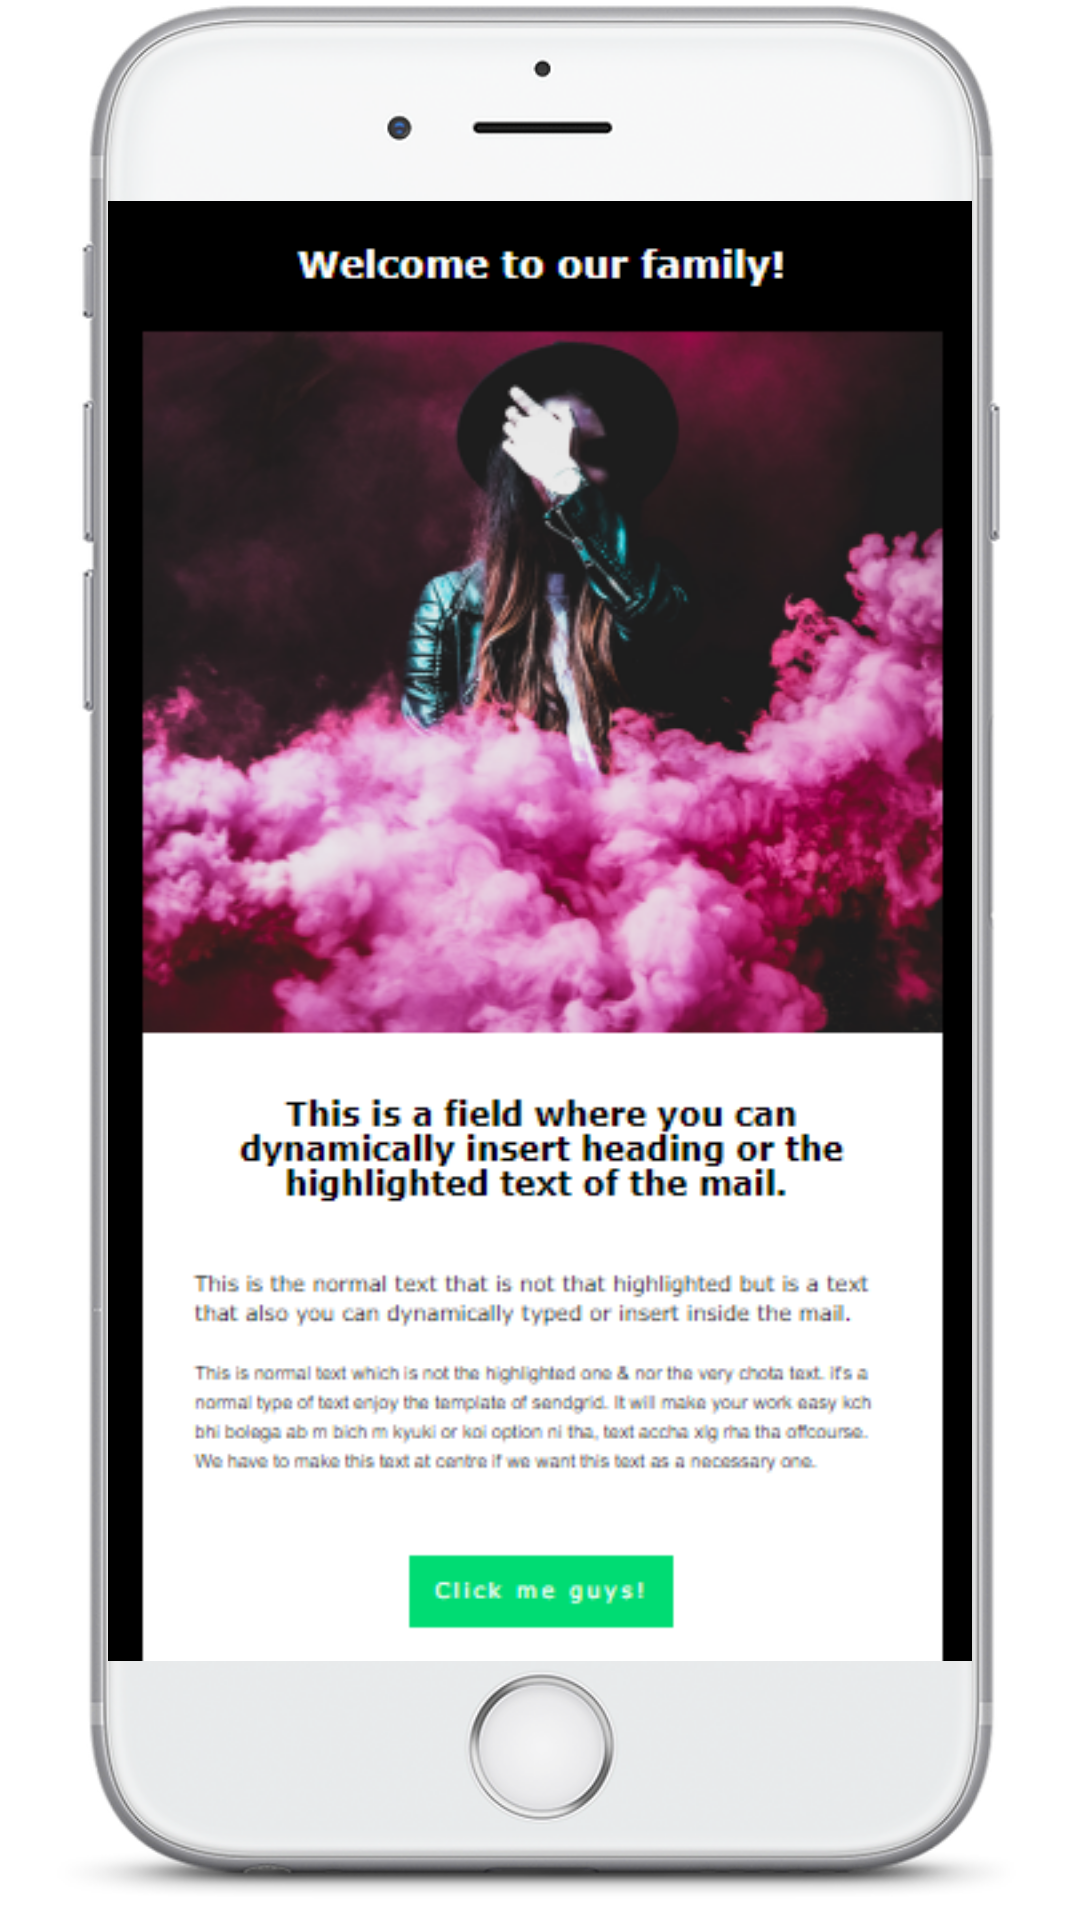 Welcome to our family!
This is a field where you can
dynamically insert heading or the
highlighted text of the mail.
This is the normal text that is not that highlighted but is a text
that also you can dynamically typed or insert inside the mail.
This is normal text which is not the highlighted one & nor the very chota text. it's a
normal type of text enjoy the template of sendgrid. It will make your work easy kch
bhi bolega ab m bich m kyuki or koi option ni tha, text accha xlg rha tha offcourse.
We have to make this text at centre if we want this text as a necessary one.
Click me guys!